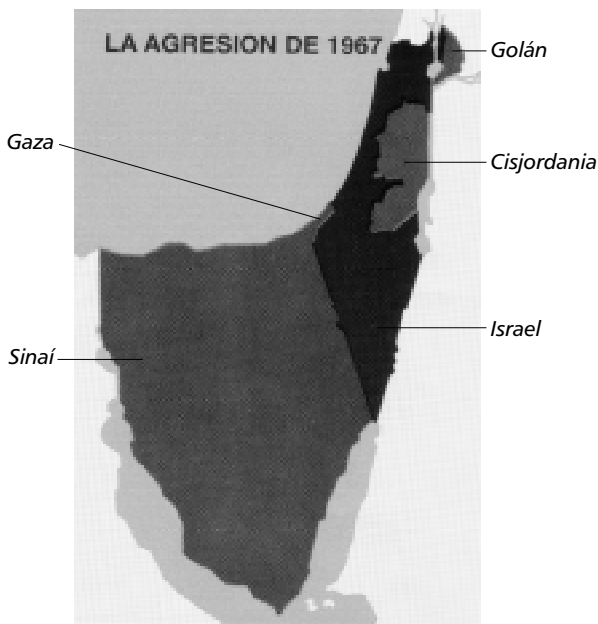 LA AGRESION DE 1967
Golán
Gaza
Cisjordania
Israel
Sinaí